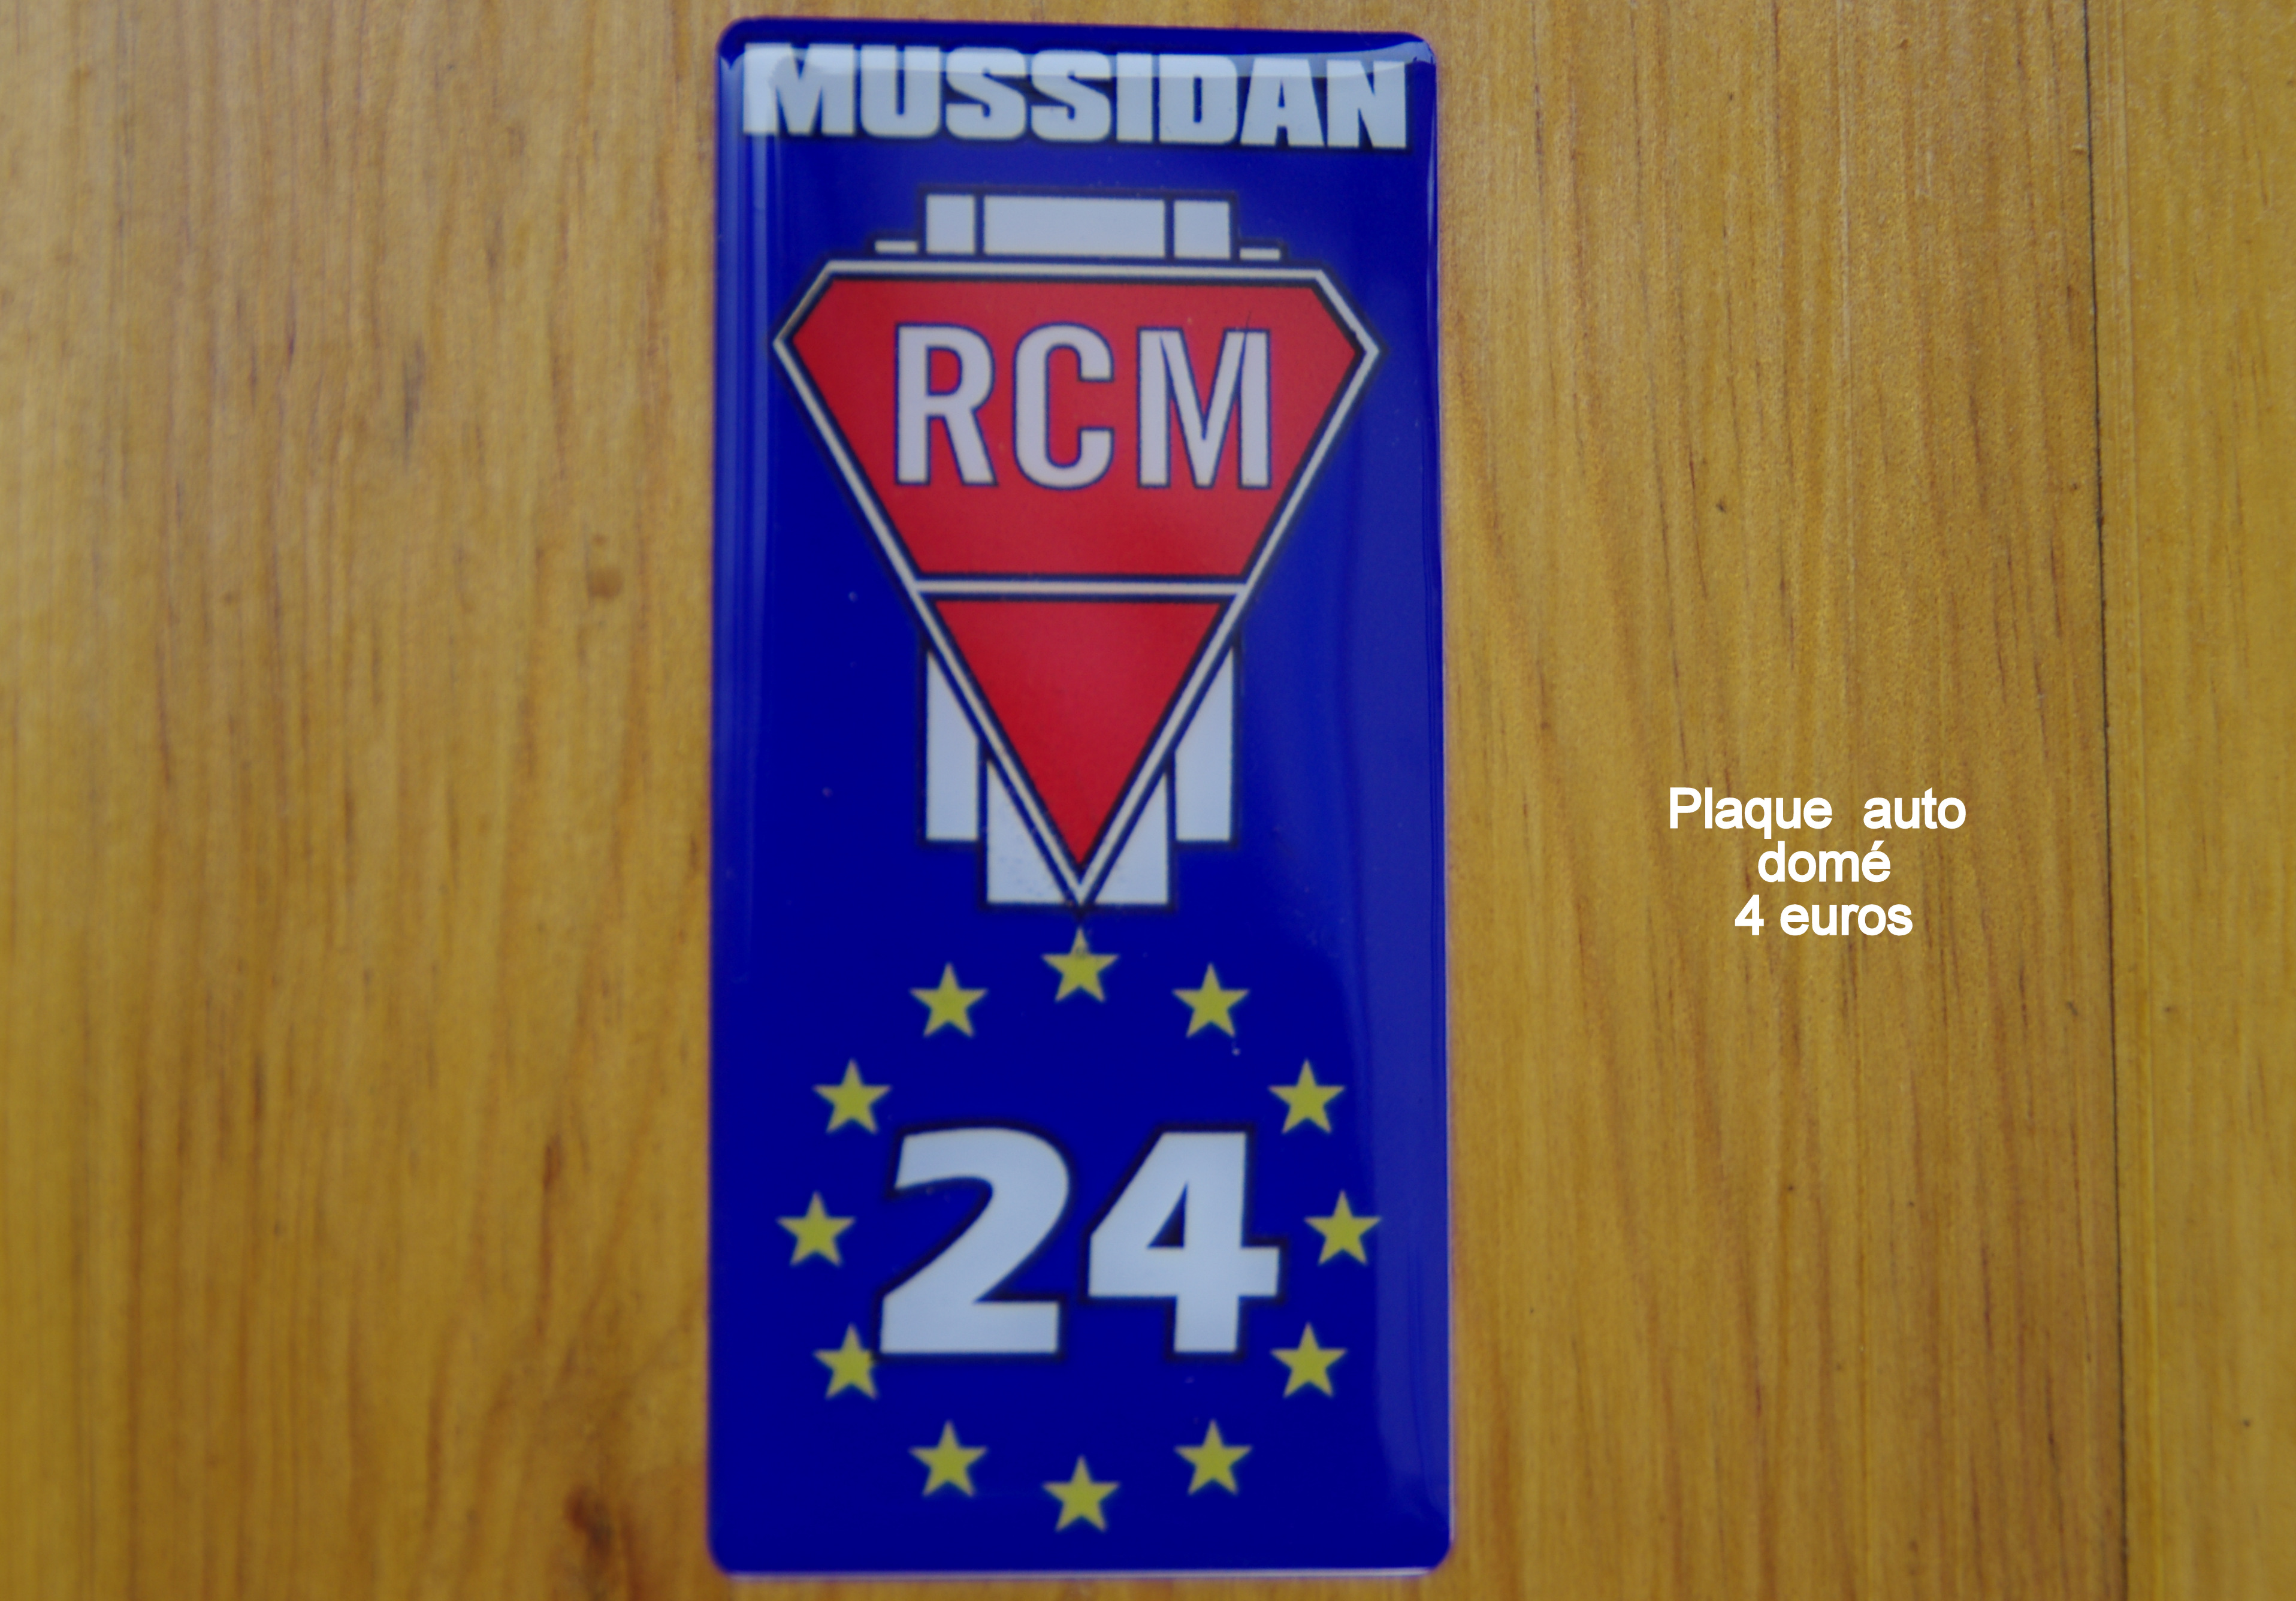 MUSSIDAN
RCM
24
Plaque auto
domé
4 euros